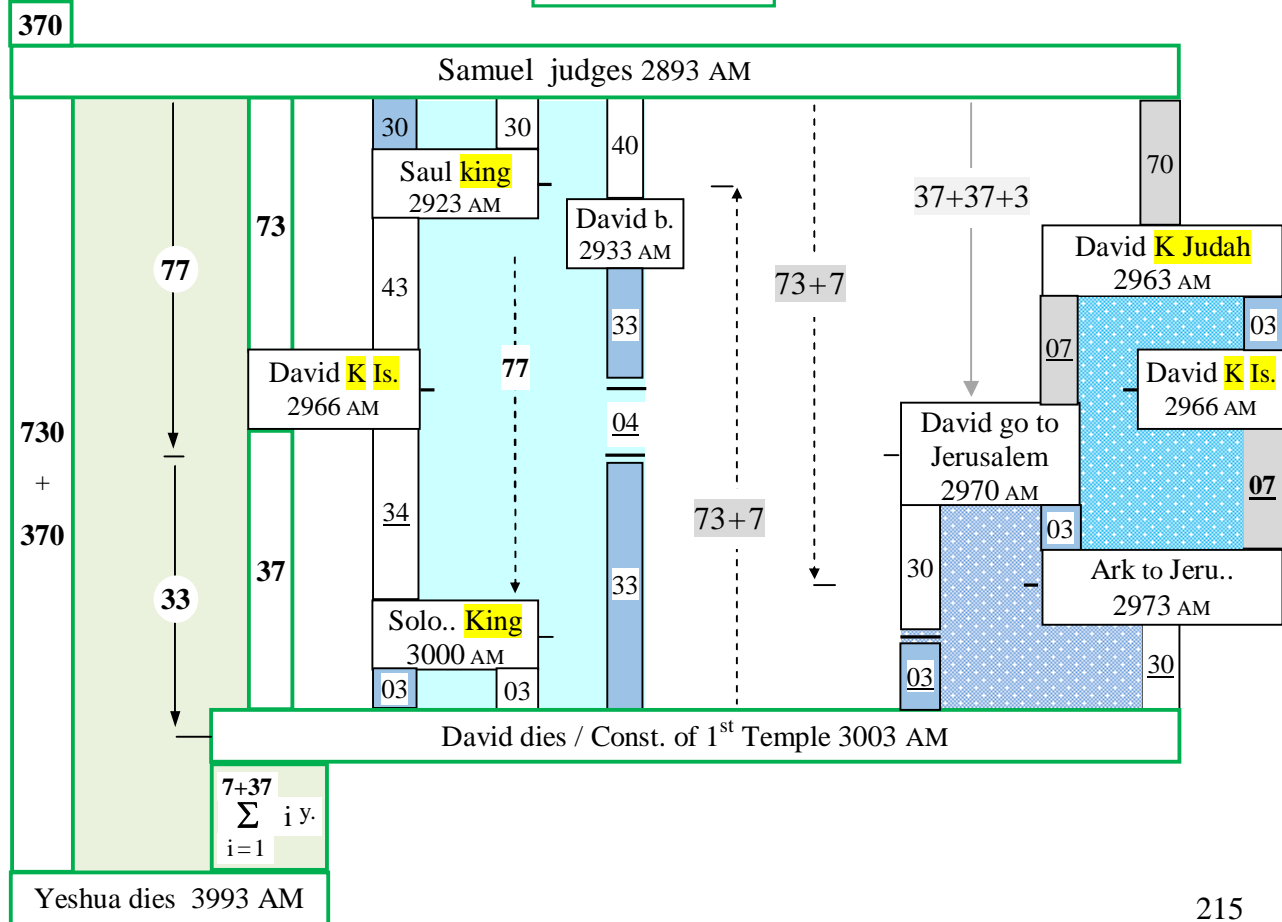 370
Samuel judges 2893 AM
30
30
40
70
Saul king
2923 AM
37+37+3
73
David b.
2933 AM
David K Judah
2963 AM
77
43
73+7
33
07
03
David K Is.
2966 AM
77
David K Is.
2966 AM
730
+
370
04
David go to
Jerusalem
2970 AM
34
73+7
07
03
37
33
30
Ark to Jeru..
2973 AM
33
Solo.. King
3000 AM
03
03
03
30
David dies / Const. of 1st Temple 3003 AM
7+37
Σ i y.
i=1
Yeshua dies 3993 AM
215